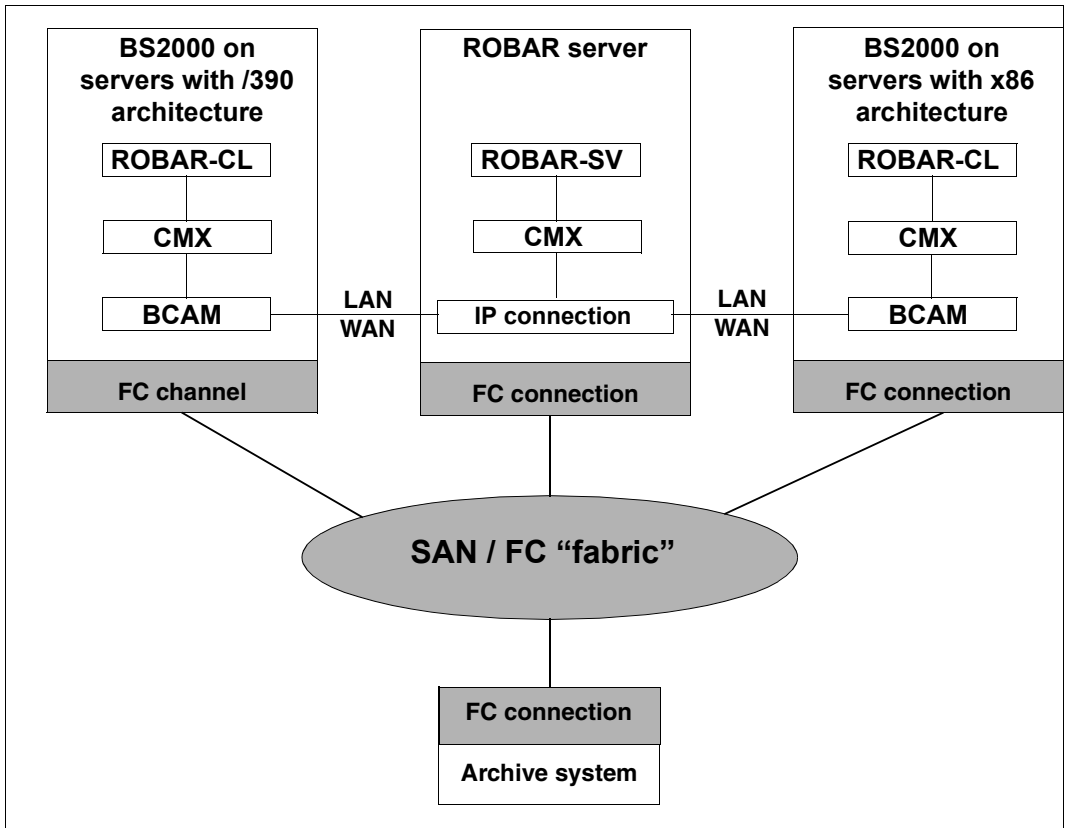 BS2000 on
servers with /390
architecture
ROBAR-CL
CMX
BCAM
FC channel
LAN
WAN
ROBAR server
ROBAR-SV
CMX
IP connection
FC connection
LAN
WAN
BS2000 on
servers with x86
architecture
ROBAR-CL
CMX
BCAM
FC connection
SAN / FC “fabric”
FC connection
Archive system